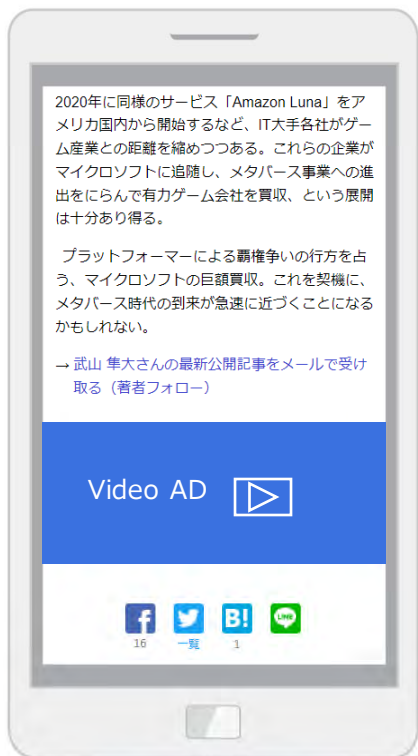 2020年に同様のサービス「Amazon Luna」をア
メリカ国内から開始するなど、IT大手各社がゲー
ム産業との距離を縮めつつある。これらの企業が
マイクロソフトに追随し、メタバース事業への進
出をにらんで有力ゲーム会社を買収、という展開
は十分あり得る。
プラットフォーマーによる覇権争いの行方を占
う、マイクロソフトの巨額買収。これを契機に、
メタバース時代の到来が急速に近づくことになる
かもしれない。
→ 武山 隼大さんの最新公開記事をメールで受け
取る（著者フォロー）
Video AD
f B! LINE
16 一覧 1